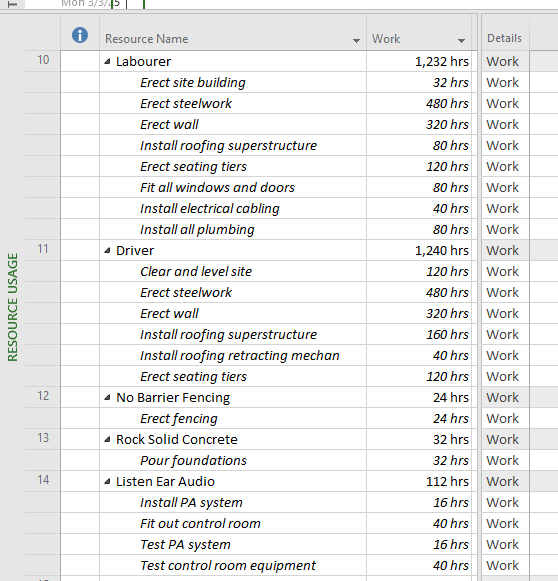 Mon 3/3/25
Resource Name Work Details
10 Labourer 1,232 hrs Work
Erect site building 32 hrs Work
Erect steelwork 480 hrs Work
Erect wall 320 hrs Work
Install roofing superstructure 80 hrs Work
Erect seating tiers 120 hrs Work
Fit all windows and doors 80 hrs Work
Install electrical cabling 40 hrs Work
Install all plumbing 80 hrs Work
11 Driver 1,240 hrs Work
Clear and level site 120 hrs Work
Erect steelwork 480 hrs Work
Erect wall 320 hrs Work
Install roofing superstructure 160 hrs Work
Install roofing retracting mechan 40 hrs Work
Erect seating tiers 120 hrs Work
12 No Barrier Fencing 24 hrs Work
Erect fencing 24 hrs Work
13 Rock Solid Concrete 32 hrs Work
Pour foundations 32 hrs Work
14 Listen Ear Audio 112 hrs Work
Install PA system 16 hrs Work
Fit out control room 40 hrs Work
Test PA system 16 hrs Work
Test control room equipment 40 hrs Work
RESOURCE USAGE